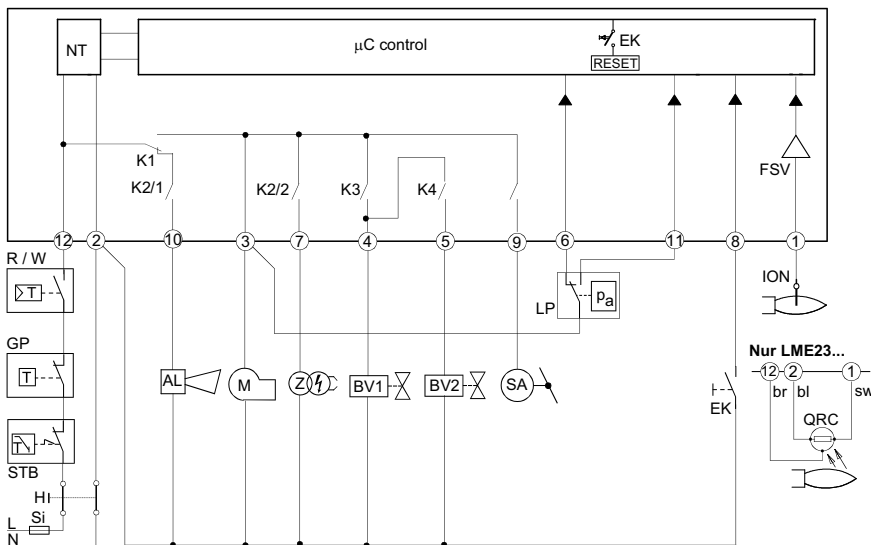 NT
µC control
EK
RESET
FSV
K1
K2/1
K2/2
K3
K4
12
2
10
3
7
4
5
9
6
11
8
1
R / W
T
GP
T
STB
T
H
L
Si
N
AL
M
Z
BV1
BV2
SA
LP
pa
EK
ION
Nur LME23...
12
2
1
br
bl
sw
QRC